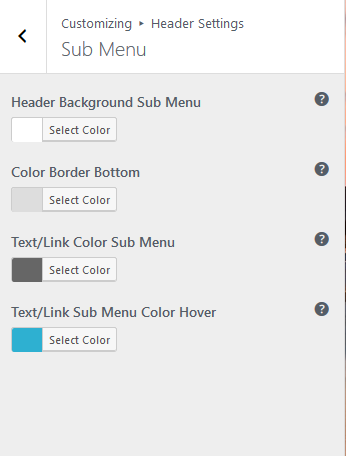 Customizing ▸ Header Settings
Sub Menu
Header Background Sub Menu
Select Color
Color Border Bottom
Select Color
Text/Link Color Sub Menu
Select Color
Text/Link Sub Menu Color Hover
Select Color